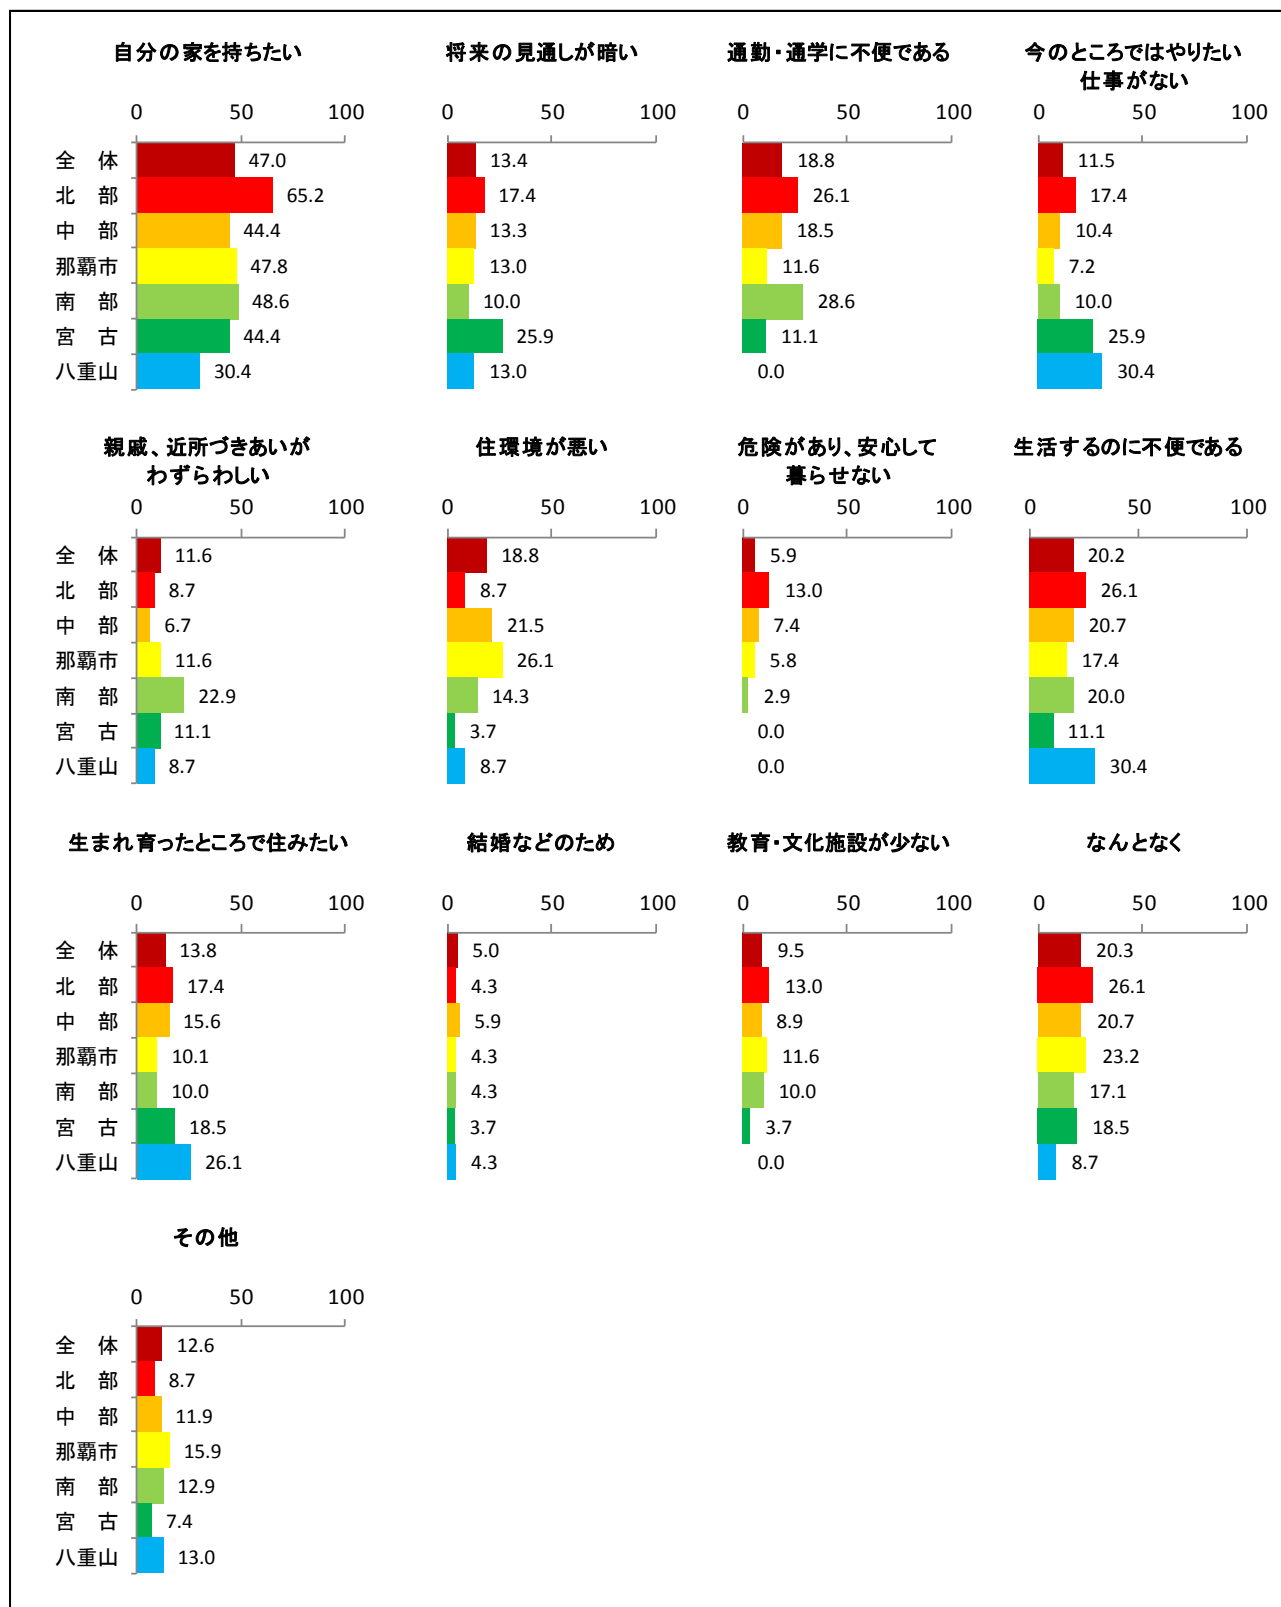 自分の家を持ちたい
0 50 100
全 体 47.0
北 部 65.2
中 部 44.4
那覇市 47.8
南 部 48.6
宮 古 44.4
八重山 30.4
将来の見通しが暗い
0 50 100
13.4
17.4
13.3
13.0
10.0
25.9
13.0
通勤・通学に不便である
0 50 100
18.8
26.1
18.5
11.6
28.6
11.1
0.0
今のところではやりたい
仕事がない
0 50 100
11.5
17.4
10.4
7.2
10.0
25.9
30.4
親戚、近所づきあいが
わずらわしい
0 50 100
全 体 11.6
北 部 8.7
中 部 6.7
那覇市 11.6
南 部 22.9
宮 古 11.1
八重山 8.7
住環境が悪い
0 50 100
18.8
8.7
21.5
26.1
14.3
3.7
8.7
危険があり、安心して
暮らせない
0 50 100
5.9
13.0
7.4
5.8
2.9
0.0
0.0
生活するのに不便である
0 50 100
20.2
26.1
20.7
17.4
20.0
11.1
30.4
生まれ育ったところで住みたい
0 50 100
全 体 13.8
北 部 17.4
中 部 15.6
那覇市 10.1
南 部 10.0
宮 古 18.5
八重山 26.1
結婚などのため
0 50 100
5.0
4.3
5.9
4.3
4.3
3.7
4.3
教育・文化施設が少ない
0 50 100
9.5
13.0
8.9
11.6
10.0
3.7
0.0
なんとなく
0 50 100
20.3
26.1
20.7
23.2
17.1
18.5
8.7
その他
0 50 100
全 体 12.6
北 部 8.7
中 部 11.9
那覇市 15.9
南 部 12.9
宮 古 7.4
八重山 13.0